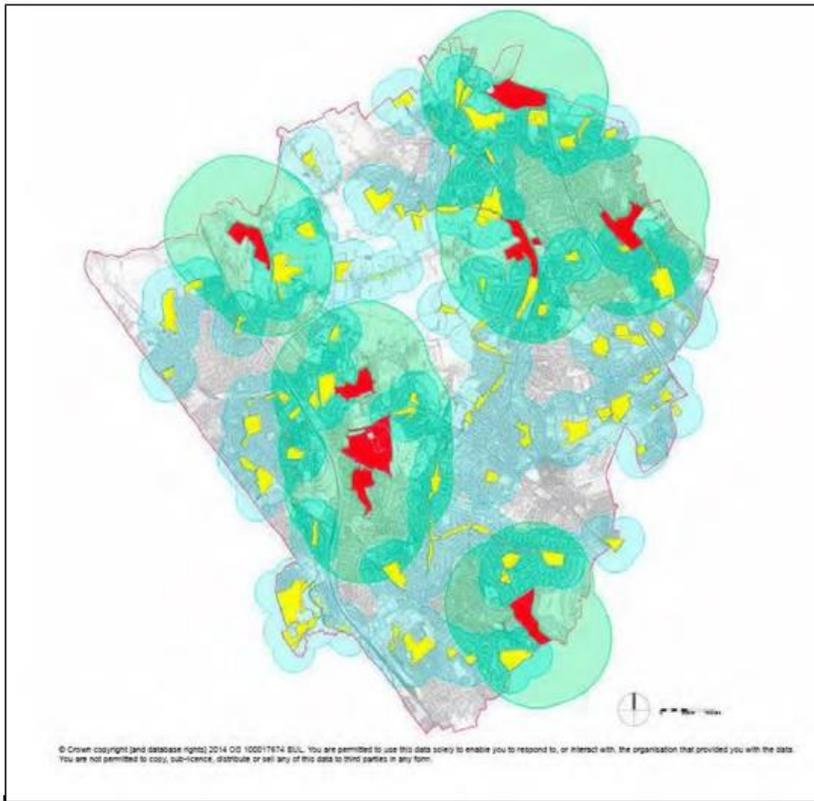 © Crown copyright [and database rights] 2014 OS 100017674 EUL. You are permitted to use this data solely to enable you to respond to, or interact with, the organisation that provided you with the data.
You are not permitted to copy, sub-licence, distribute or sell any of this data to third parties in any form.